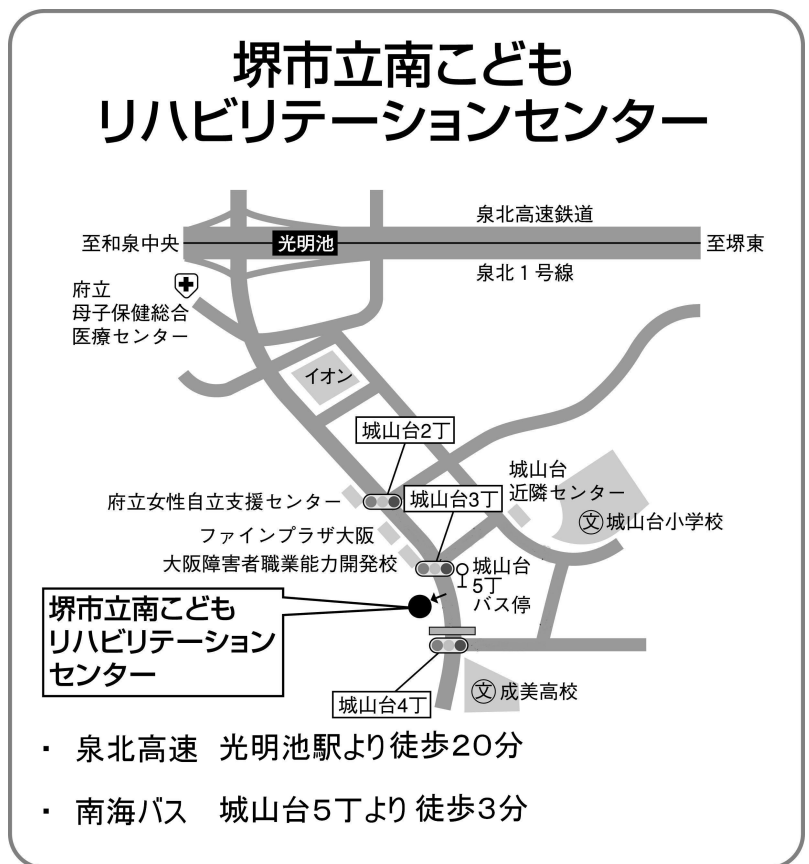 堺市立南こども
リハビリテーションセンター
泉北高速鉄道
至和泉中央
光明池
至堺東
泉北1号線
府立
母子保健総合
医療センター
イオン
城山台2丁
城山台
近隣センター
府立女性自立支援センター
城山台3丁
文城山台小学校
ファインプラザ大阪
大阪障害者職業能力開発校
城山台
5丁
バス停
堺市立南こども
リハビリテーション
センター
文成美高校
城山台4丁
・ 泉北高速 光明池駅より徒歩20分
・ 南海バス 城山台5丁より徒歩3分